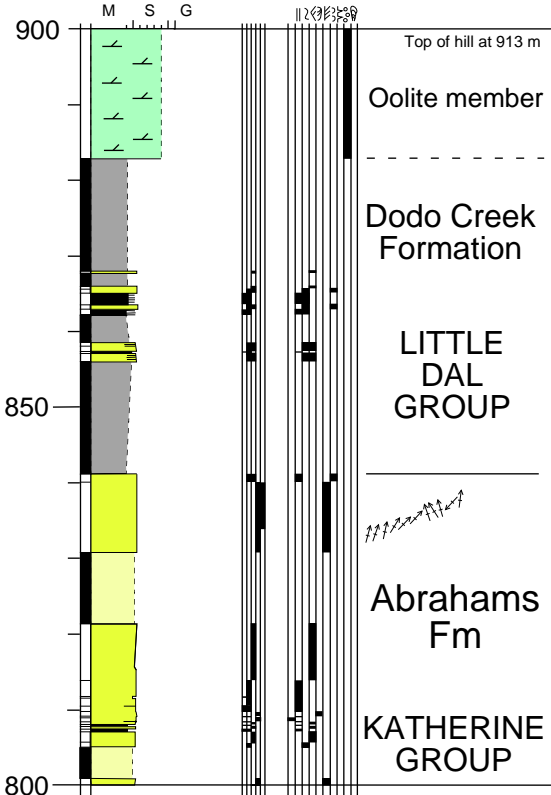 M S G
900
Top of hill at 913 m
Oolite member
Dodo Creek
Formation
LITTLE
DAL
GROUP
850
Abrahams
Fm
KATHERINE
GROUP
800